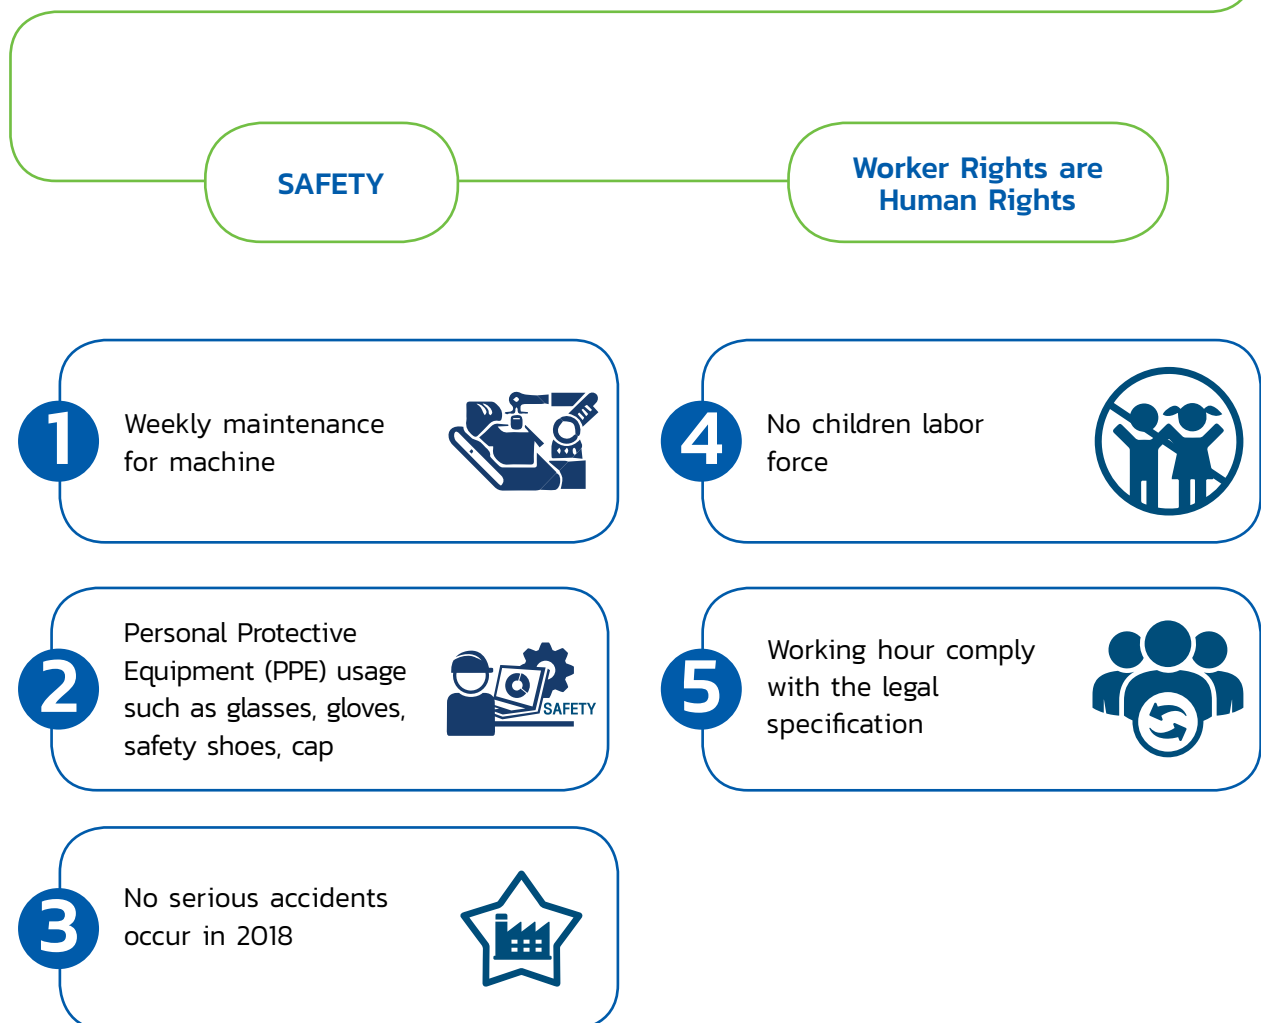 SAFETY
Worker Rights are
Human Rights
1
Weekly maintenance
for machine
2
Personal Protective
Equipment (PPE) usage
such as glasses, gloves,
safety shoes, cap
SAFETY
3
No serious accidents
occur in 2018
4
No children labor
force
5
Working hour comply
with the legal
specification